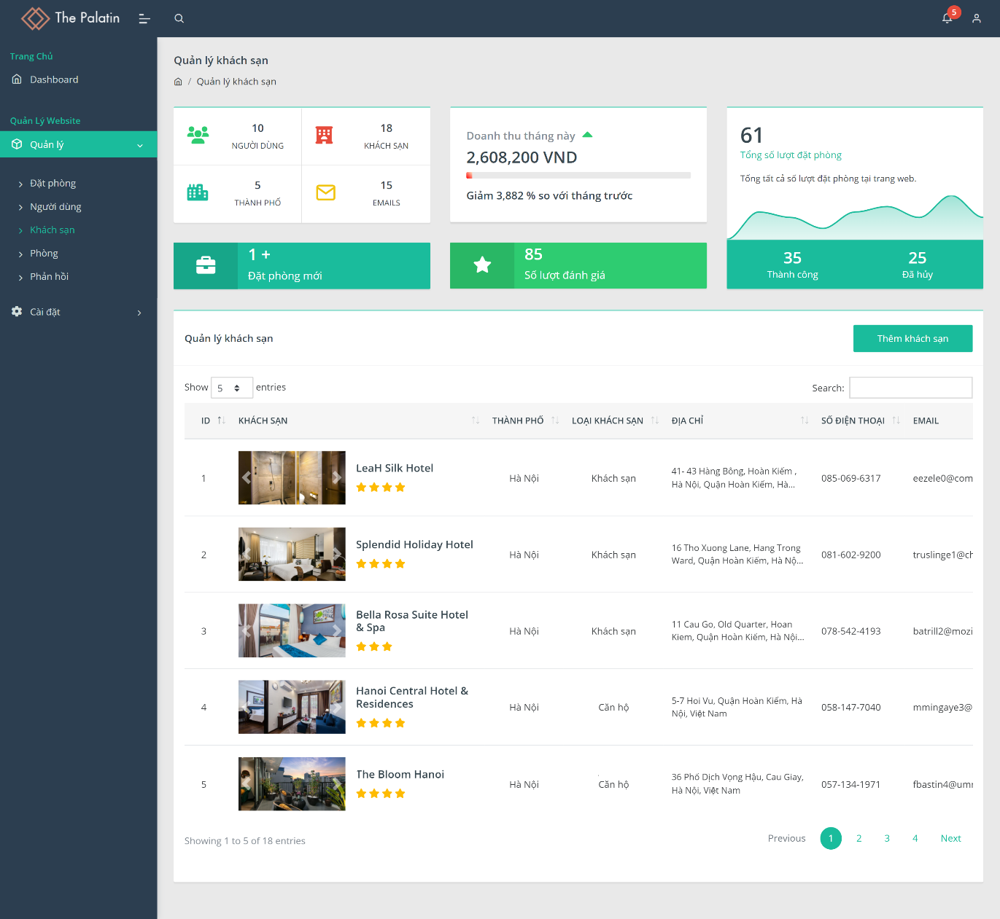 The Palatin
5
Trang Chủ
Dashboard
Quản Lý Website
Quản lý
Đặt phòng
Người dùng
Khách sạn
Phòng
Phản hồi
Cài đặt
Quản lý khách sạn
/ Quản lý khách sạn
10
NGƯỜI DÙNG
18
KHÁCH SẠN
5
THÀNH PHỐ
15
EMAILS
Doanh thu tháng này
2,608,200 VND
Giảm 3,882 % so với tháng trước
61
Tổng số lượt đặt phòng
Tổng tất cả số lượt đặt phòng tại trang web.
35
Thành công
25
Đã hủy
1 +
Đặt phòng mới
85
Số lượt đánh giá
Quản lý khách sạn
Thêm khách sạn
Show 5 entries
Search:
ID KHÁCH SẠN THÀNH PHỐ LOẠI KHÁCH SẠN ĐỊA CHỈ SỐ ĐIỆN THOẠI EMAIL
1
LeaH Silk Hotel
Hà Nội
Khách sạn
41- 43 Hàng Bông, Hoàn Kiếm ,
Hà Nội, Quận Hoàn Kiếm, Hà...
085-069-6317
eezele0@com
2
Splendid Holiday Hotel
Hà Nội
Khách sạn
16 Tho Xuong Lane, Hang Trong
Ward, Quận Hoàn Kiếm, Hà Nộ...
081-602-9200
truslinge1@ch
3
Bella Rosa Suite Hotel
& Spa
Hà Nội
Khách sạn
11 Cau Go, Old Quarter, Hoan
Kiem, Quận Hoàn Kiếm, Hà Nội...
078-542-4193
batrill2@mozi
4
Hanoi Central Hotel &
Residences
Hà Nội
Căn hộ
5-7 Hoi Vu, Quận Hoàn Kiếm, Hà
Nội, Việt Nam
058-147-7040
mmingaye3@
5
The Bloom Hanoi
Hà Nội
Căn hộ
36 Phố Dịch Vọng Hậu, Cau Giay,
Hà Nội, Việt Nam
057-134-1971
fbastin4@umn
Showing 1 to 5 of 18 entries
Previous 1 2 3 4 Next